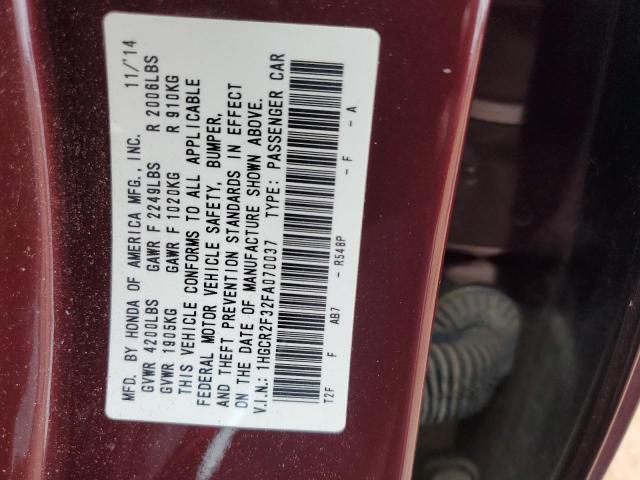 MFD. BY HONDA OF AMERICA MFG., INC. 11/'14
GVWR 4200LBS GAWR F 2249LBS R 2006LBS
GVWR 1905KG GAWR F 1020KG R 910KG
THIS VEHICLE CONFORMS TO ALL APPLICABLE
FEDERAL MOTOR VEHICLE SAFETY, BUMPER,
AND THEFT PREVENTION STANDARDS IN EFFECT
ON THE DATE OF MANUFACTURE SHOWN ABOVE.
V.I.N.: 1HGCR2F32FA070037 TYPE: PASSENGER CAR
T2F F AB7 - R548P - F - A